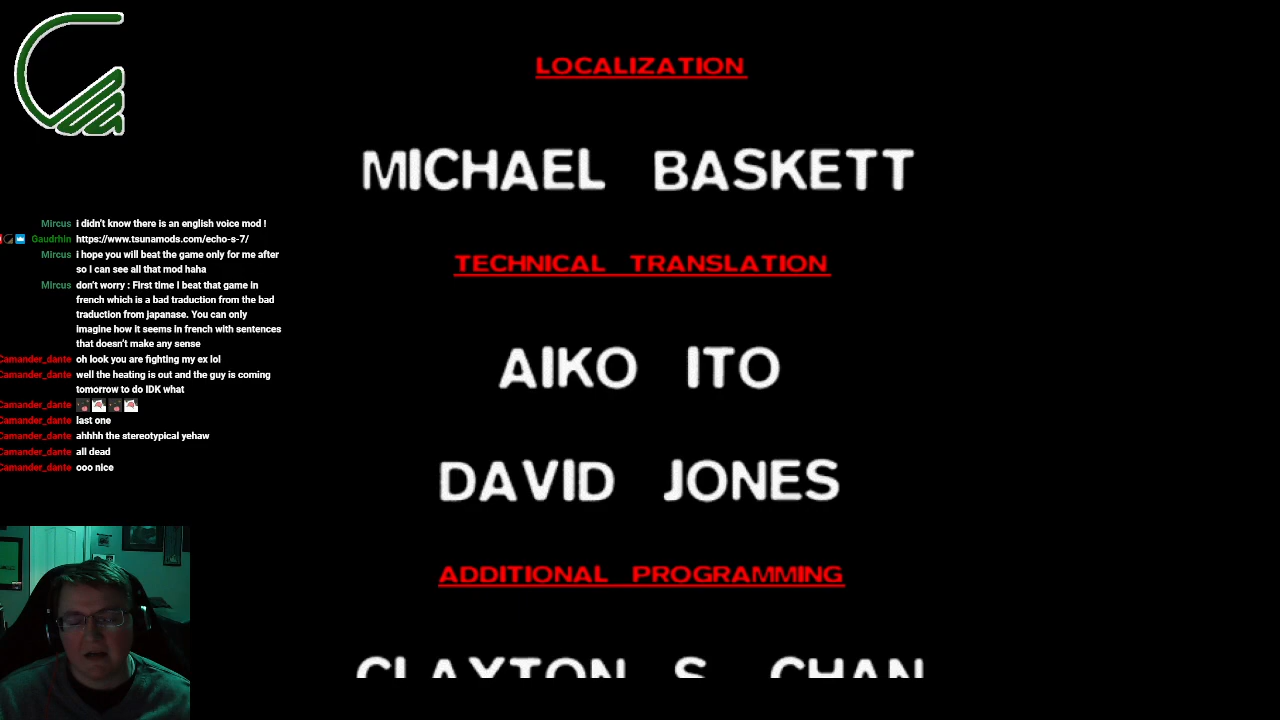 LOCALIZATION
MICHAEL BASKETT
TECHNICAL TRANSLATION
AIKO ITO
DAVID JONES
ADDITIONAL PROGRAMMING
CLAYTON S. CHAN
Mircus i didn't know there is an english voice mod !
Gaudrhin https://www.tsunamods.com/echo-s-7/
Mircus i hope you will beat the game only for me after
so I can see all that mod haha
Mircus don't worry : First time I beat that game in
french which is a bad traduction from the bad
traduction from japanase. You can only
imagine how it seems in french with sentences
that doesn't make any sense
Camander_dante oh look you are fighting my ex lol
Camander_dante well the heating is out and the guy is coming
tomorrow to do IDK what
Camander_dante
Camander_dante last one
Camander_dante ahhhh the stereotypical yehaw
Camander_dante all dead
Camander_dante ooo nice